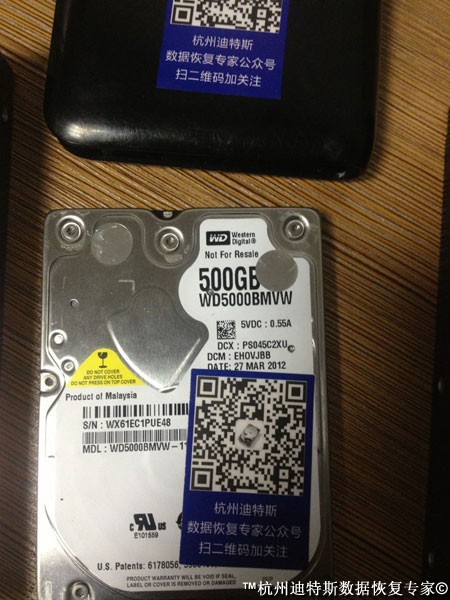 杭州迪特斯
数据恢复专家公众号
扫二维码加关注
WD
Western
Digital®
Not For Resale
500GB
WD5000BMVW
5VDC : 0.55A
DCX : PS045C2XU
DCM : EHOVJBB
DATE: 27 MAR 2012
DO NOT COVER
ANY DRIVE HOLES
DO NOT PRESS ON TOP COVER
Product of Malaysia
S/N : WX61EC1PUE48
MDL : WD5000BMVW-11
杭州迪特斯
数据恢复专家公众号
扫二维码加关注
c RU us
E101559
U.S. Patents: 6178056,
PRODUCT WARRANTY WILL BE VOID IF ANY
LABEL OR COVER IS REMOVED OR DAMAGED
™杭州迪特斯数据恢复专家©